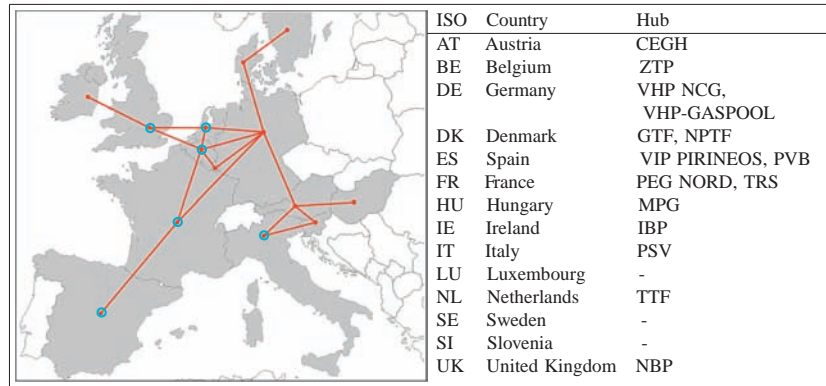 ISO Country Hub
AT Austria CEGH
BE Belgium ZTP
DE Germany VHP NCG,
VHP-GASPOOL
DK Denmark GTF, NPTF
ES Spain VIP PIRINEOS, PVB
FR France PEG NORD, TRS
HU Hungary MPG
IE Ireland IBP
IT Italy PSV
LU Luxembourg -
NL Netherlands TTF
SE Sweden -
SI Slovenia -
UK United Kingdom NBP